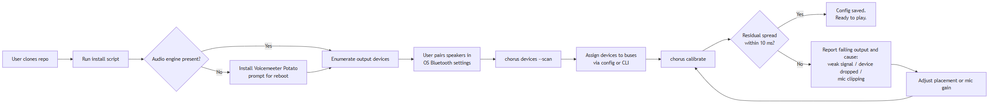 User clones repo
Run install script
Audio engine present?
Yes
No
Install Voicemeeter Potato
prompt for reboot
Enumerate output devices
User pairs speakers in
OS Bluetooth settings
chorus devices --scan
Assign devices to buses
via config or CLI
chorus calibrate
Residual spread
within 10 ms?
Yes
Config saved.
Ready to play.
No
Report failing output and
cause:
weak signal / device
dropped /
mic clipping
Adjust placement or mic
gain